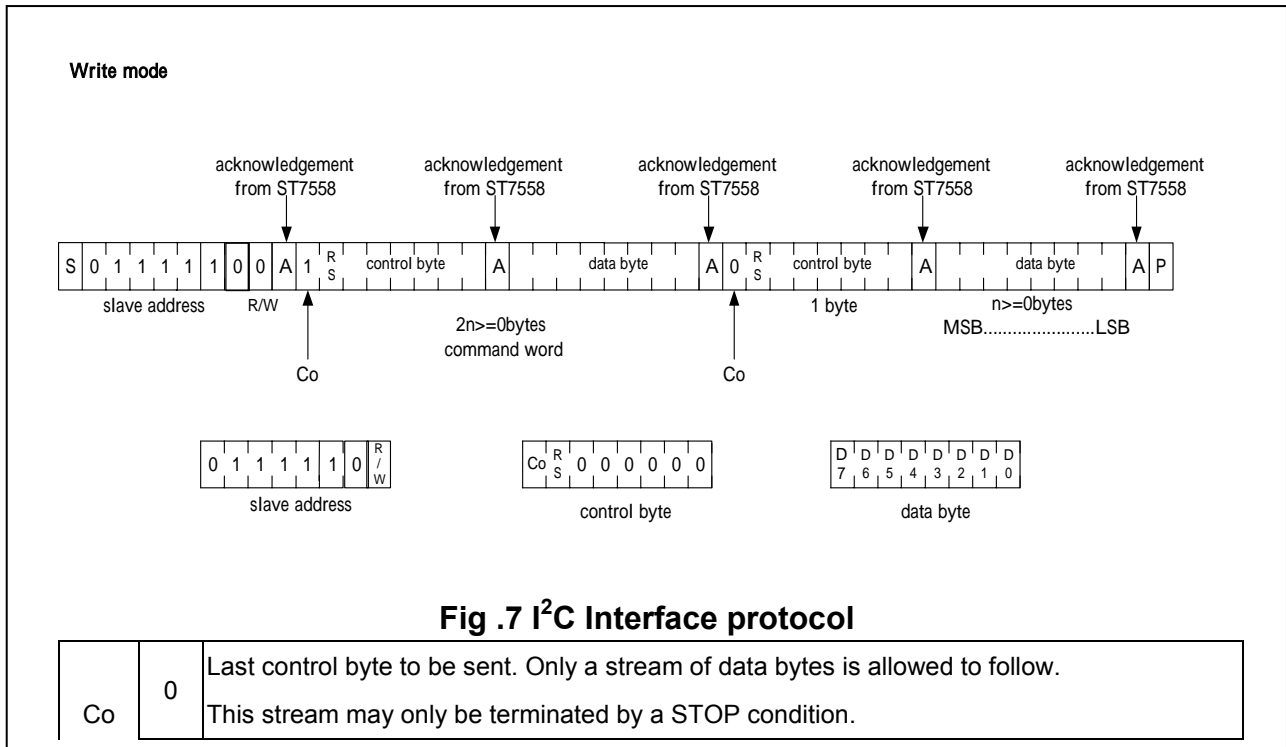 Write mode
acknowledgement from ST7558
acknowledgement from ST7558
acknowledgement from ST7558
acknowledgement from ST7558
acknowledgement from ST7558
S 0 1 1 1 1 1 0 0 A 1 RS control byte A data byte A 0 RS control byte A data byte A P
slave address R/W
2n>=0bytes
command word
1 byte
n>=0bytes
MSB......................LSB
Co
Co
0 1 1 1 1 1 0 R/W
slave address
Co RS 0 0 0 0 0 0
control byte
D7 D6 D5 D4 D3 D2 D1 D0
data byte
Fig .7 I²C Interface protocol
Co 0 Last control byte to be sent. Only a stream of data bytes is allowed to follow.
This stream may only be terminated by a STOP condition.